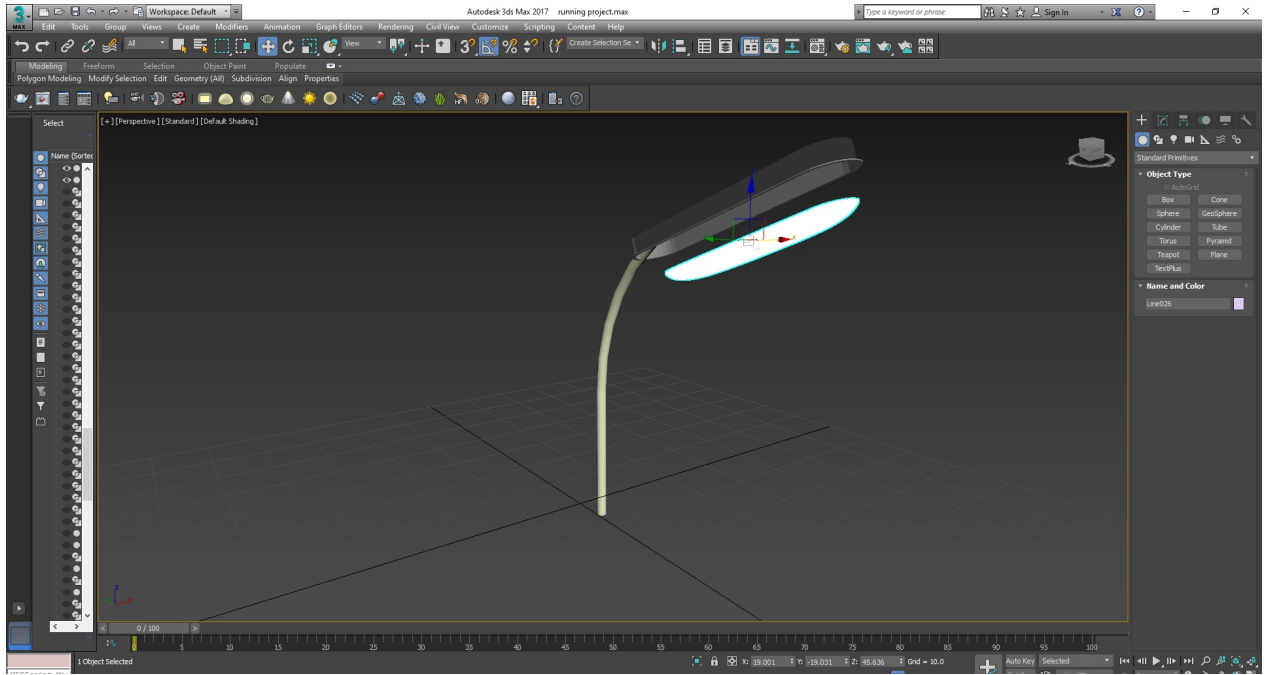 3
MAX
Workspace: Default
Autodesk 3ds Max 2017 running project.max
Type a keyword or phrase
Sign In
Edit Tools Group Views Create Modifiers Animation Graph Editors Rendering Civil View Customize Scripting Content Help
All
View
Create Selection Se
Modeling Freeform Selection Object Paint Populate
Polygon Modeling Modify Selection Edit Geometry (All) Subdivision Align Properties
Select
Name (Sorted
[+] [Perspective] [Standard] [Default Shading]
Standard Primitives
Object Type
AutoGrid
Box Cone
Sphere GeoSphere
Cylinder Tube
Torus Pyramid
Teapot Plane
TextPlus
Name and Color
Line026
0 / 100
5 10 15 20 25 30 35 40 45 50 55 60 65 70 75 80 85 90 95 100
1 Object Selected
X: 19.001 Y: -19.031 Z: 45.636 Grid = 10.0
Auto Key Selected